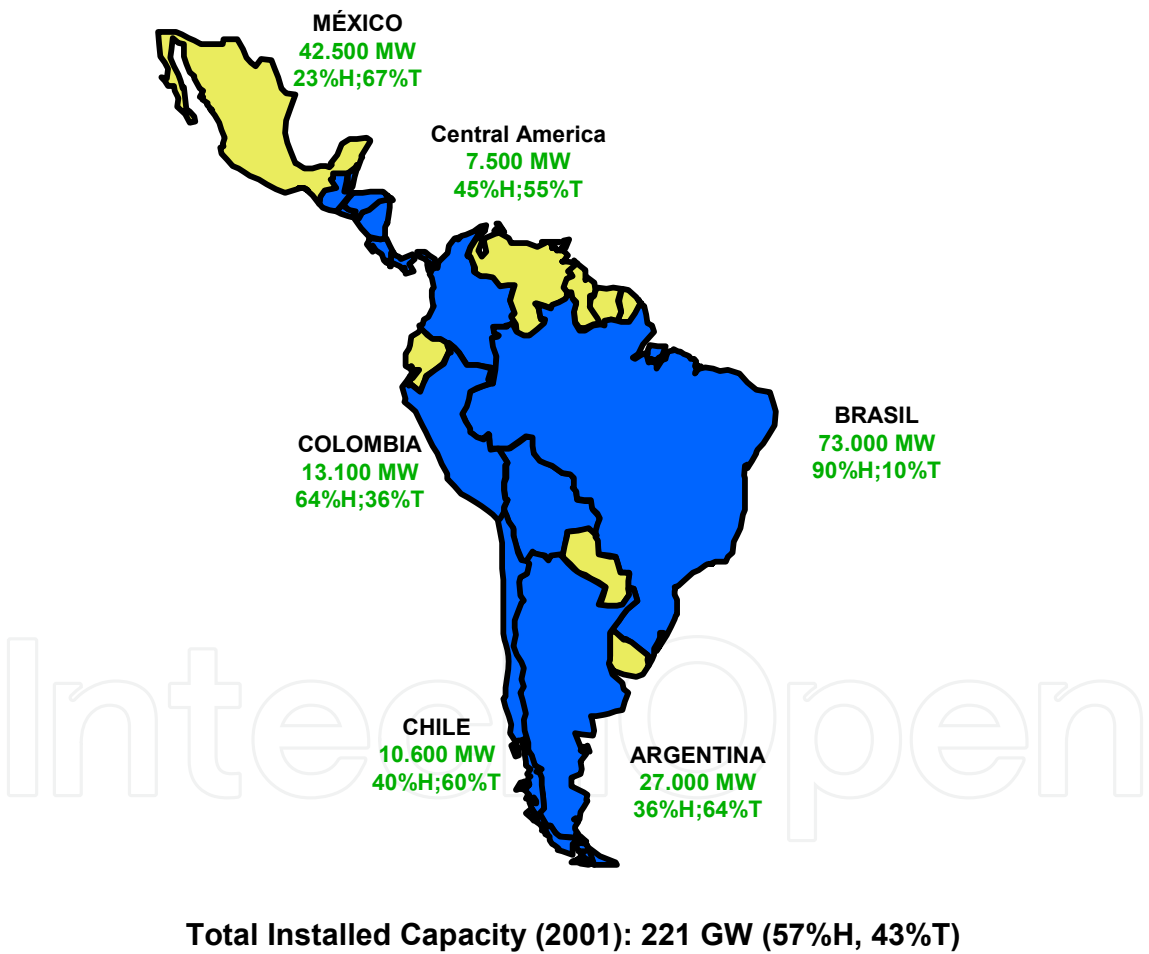 MÉXICO
42.500 MW
23%H;67%T
Central America
7.500 MW
45%H;55%T
BRASIL
73.000 MW
90%H;10%T
COLOMBIA
13.100 MW
64%H;36%T
CHILE
10.600 MW
40%H;60%T
ARGENTINA
27.000 MW
36%H;64%T
IntechOpen
Total Installed Capacity (2001): 221 GW (57%H, 43%T)